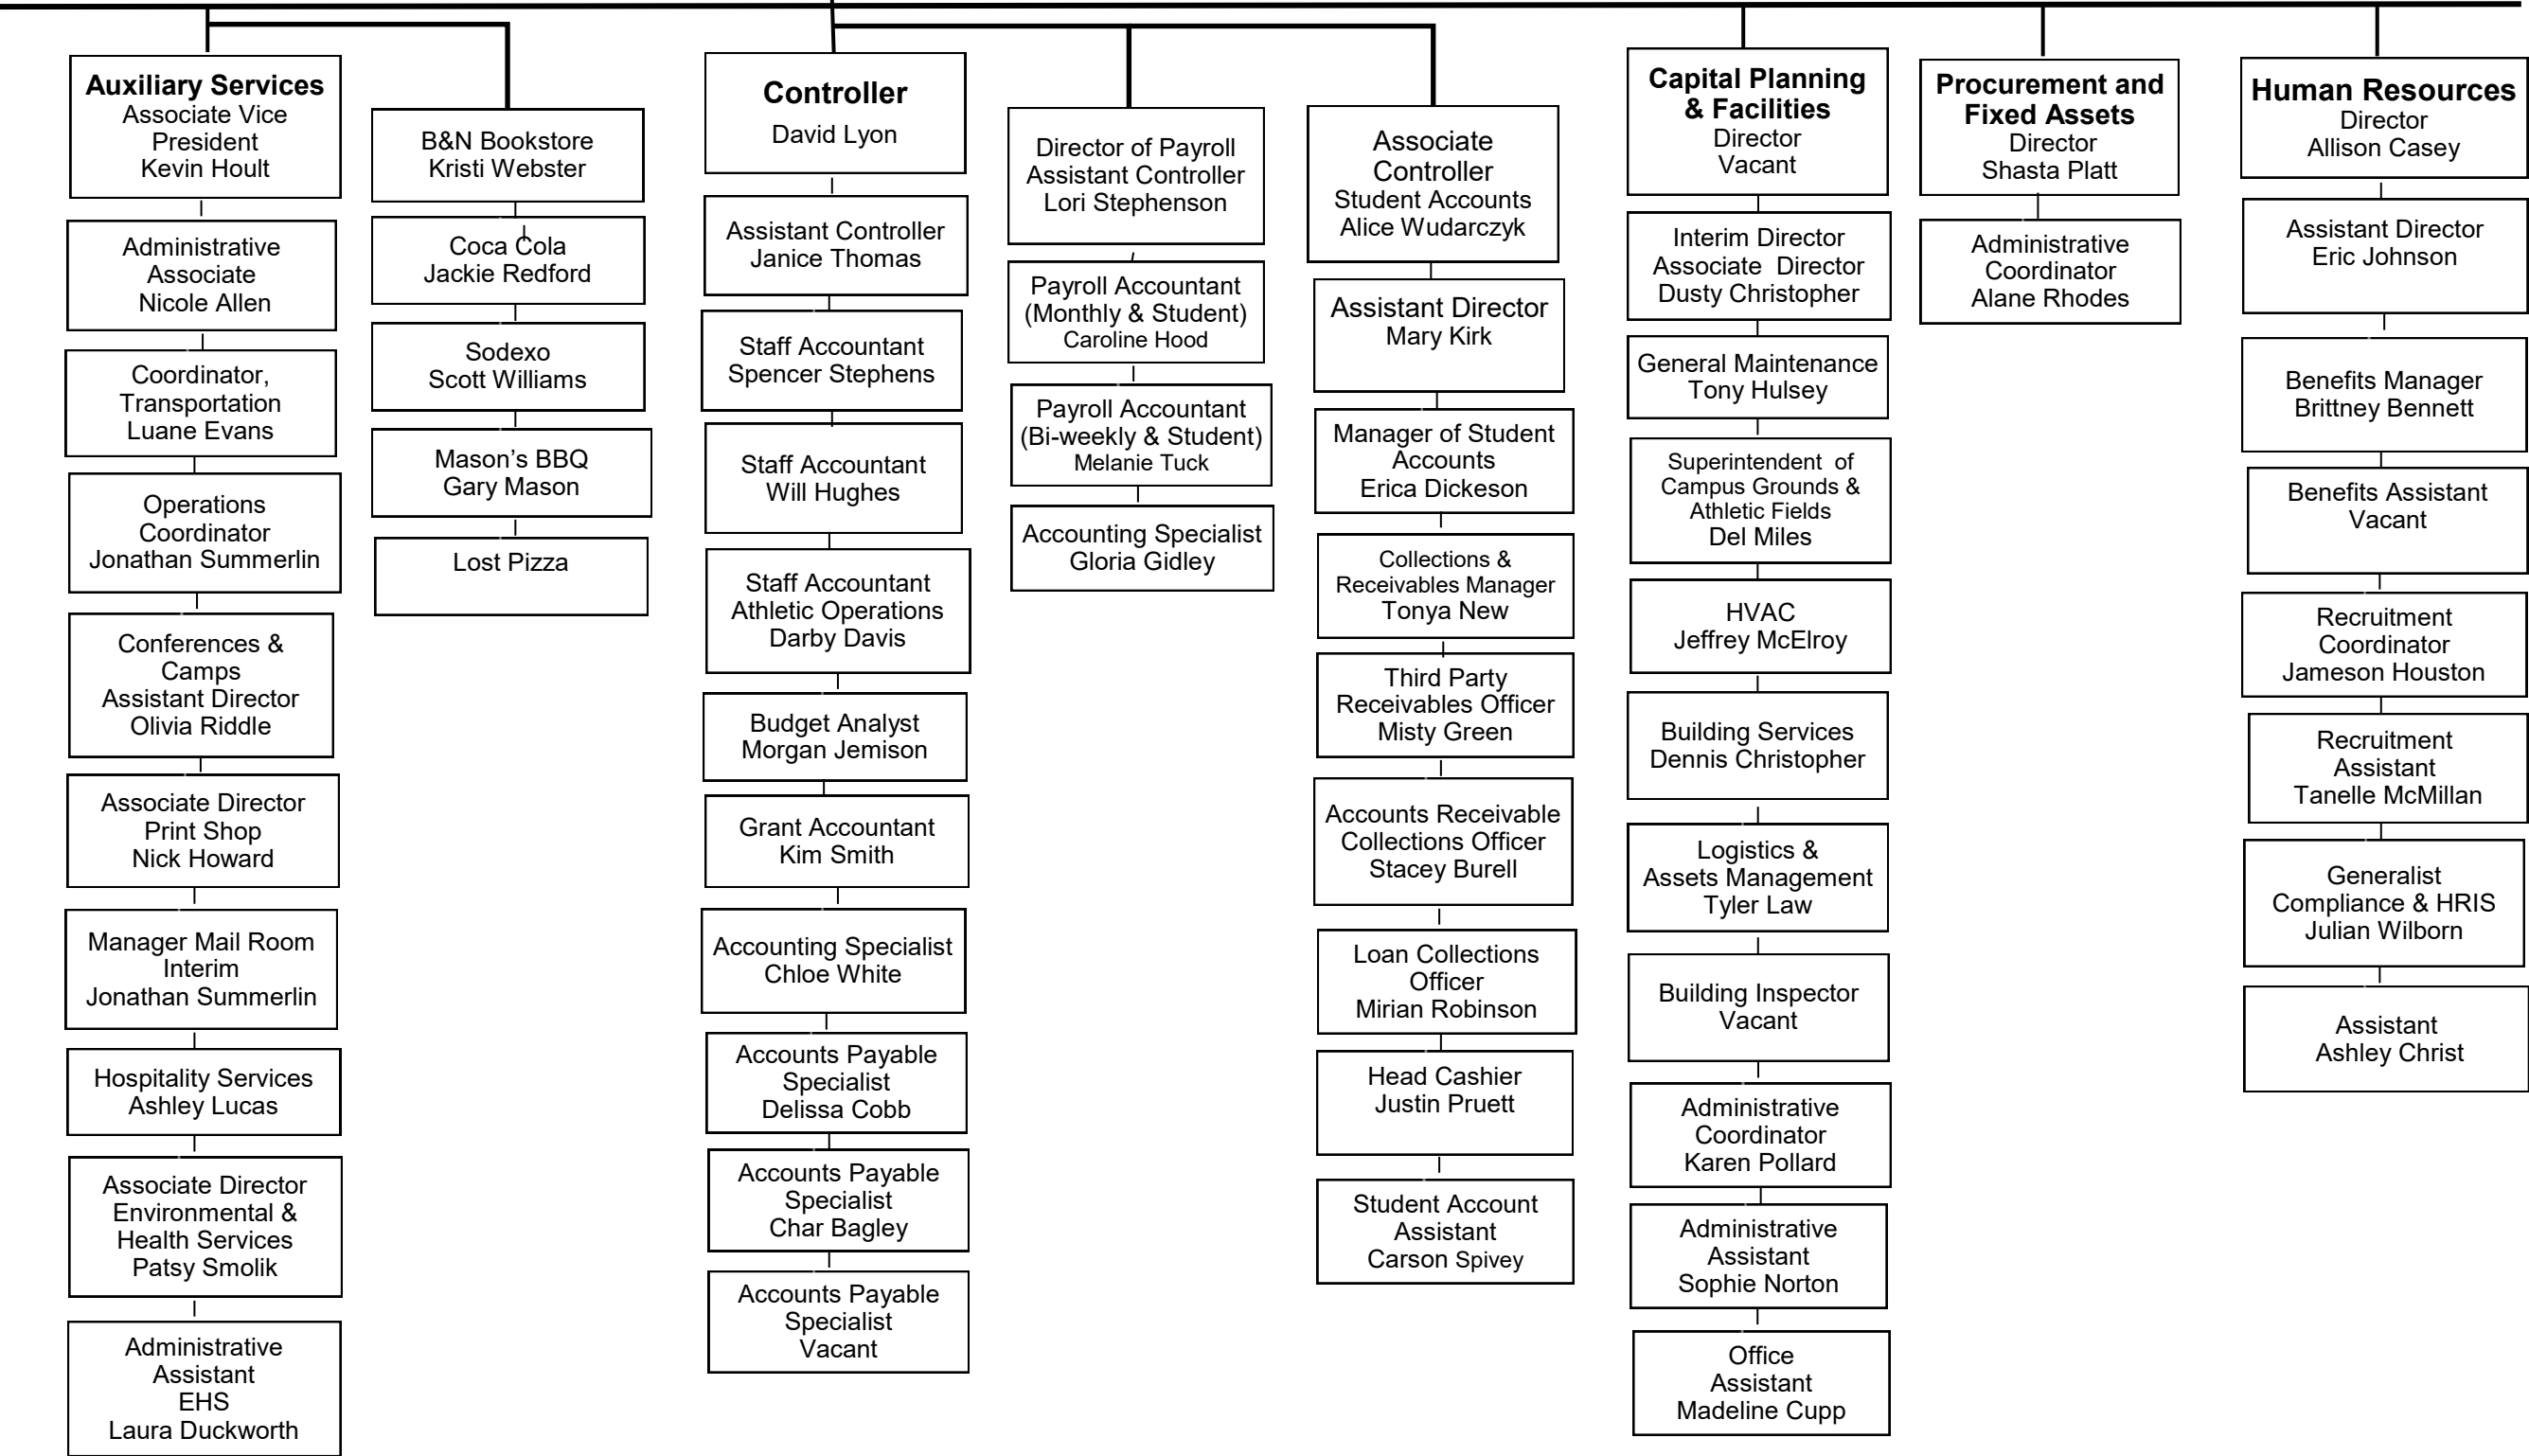 Auxiliary Services
Associate Vice
President
Kevin Hoult
Administrative
Associate
Nicole Allen
Coordinator,
Transportation
Luane Evans
Operations
Coordinator
Jonathan Summerlin
Conferences &
Camps
Assistant Director
Olivia Riddle
Associate Director
Print Shop
Nick Howard
Manager Mail Room
Interim
Jonathan Summerlin
Hospitality Services
Ashley Lucas
Associate Director
Environmental &
Health Services
Patsy Smolik
Administrative
Assistant
EHS
Laura Duckworth
B&N Bookstore
Kristi Webster
Coca Cola
Jackie Redford
Sodexo
Scott Williams
Mason’s BBQ
Gary Mason
Lost Pizza
Controller
David Lyon
Assistant Controller
Janice Thomas
Staff Accountant
Spencer Stephens
Staff Accountant
Will Hughes
Staff Accountant
Athletic Operations
Darby Davis
Budget Analyst
Morgan Jemison
Grant Accountant
Kim Smith
Accounting Specialist
Chloe White
Accounts Payable
Specialist
Delissa Cobb
Accounts Payable
Specialist
Char Bagley
Accounts Payable
Specialist
Vacant
Director of Payroll
Assistant Controller
Lori Stephenson
Payroll Accountant
(Monthly & Student)
Caroline Hood
Payroll Accountant
(Bi-weekly & Student)
Melanie Tuck
Accounting Specialist
Gloria Gidley
Associate
Controller
Student Accounts
Alice Wudarczyk
Assistant Director
Mary Kirk
Manager of Student
Accounts
Erica Dickeson
Collections &
Receivables Manager
Tonya New
Third Party
Receivables Officer
Misty Green
Accounts Receivable
Collections Officer
Stacey Burell
Loan Collections
Officer
Mirian Robinson
Head Cashier
Justin Pruett
Student Account
Assistant
Carson Spivey
Capital Planning
& Facilities
Director
Vacant
Interim Director
Associate Director
Dusty Christopher
General Maintenance
Tony Hulsey
Superintendent of
Campus Grounds &
Athletic Fields
Del Miles
HVAC
Jeffrey McElroy
Building Services
Dennis Christopher
Logistics &
Assets Management
Tyler Law
Building Inspector
Vacant
Administrative
Coordinator
Karen Pollard
Administrative
Assistant
Sophie Norton
Office
Assistant
Madeline Cupp
Procurement and
Fixed Assets
Director
Shasta Platt
Administrative
Coordinator
Alane Rhodes
Human Resources
Director
Allison Casey
Assistant Director
Eric Johnson
Benefits Manager
Brittney Bennett
Benefits Assistant
Vacant
Recruitment
Coordinator
Jameson Houston
Recruitment
Assistant
Tanelle McMillan
Generalist
Compliance & HRIS
Julian Wilborn
Assistant
Ashley Christ